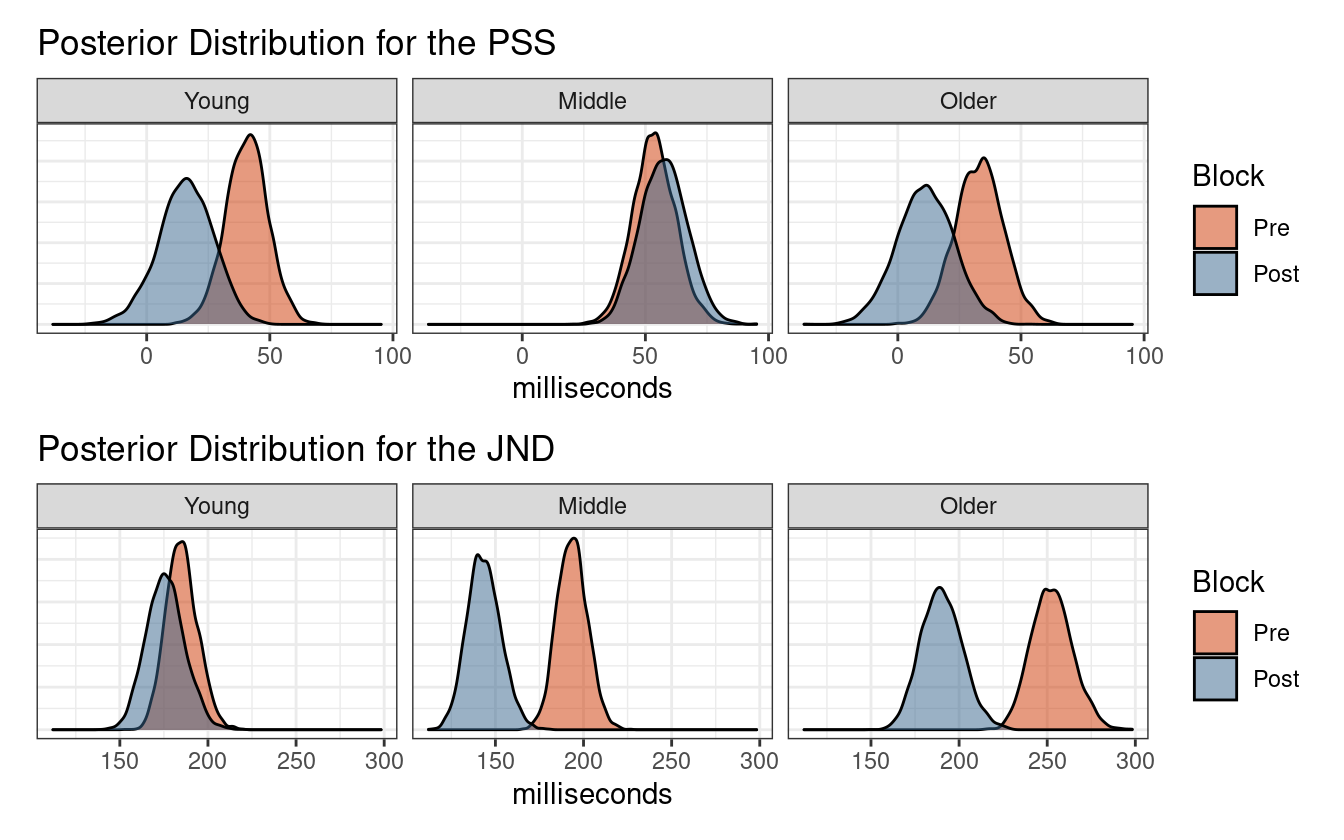 Posterior Distribution for the PSS
Young Middle Older
0 50 100 0 50 100 0 50 100
milliseconds
Block
Pre
Post
Posterior Distribution for the JND
Young Middle Older
150 200 250 300 150 200 250 300 150 200 250 300
milliseconds
Block
Pre
Post